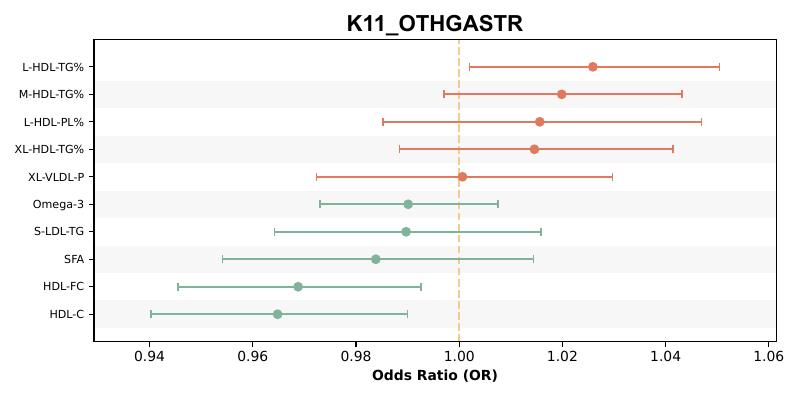 K11_OTHGASTR
L-HDL-TG%
M-HDL-TG%
L-HDL-PL%
XL-HDL-TG%
XL-VLDL-P
Omega-3
S-LDL-TG
SFA
HDL-FC
HDL-C
0.94 0.96 0.98 1.00 1.02 1.04 1.06
Odds Ratio (OR)